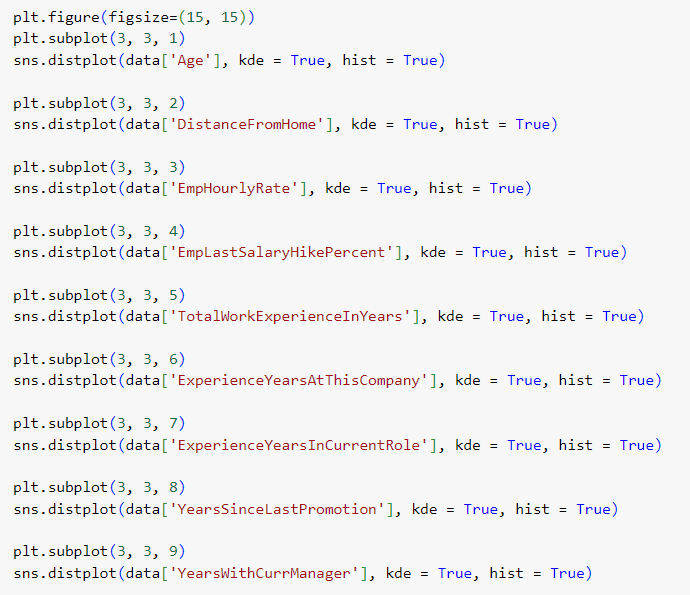 plt.figure(figsize=(15, 15))
plt.subplot(3, 3, 1)
sns.distplot(data['Age'], kde = True, hist = True)
plt.subplot(3, 3, 2)
sns.distplot(data['DistanceFromHome'], kde = True, hist = True)
plt.subplot(3, 3, 3)
sns.distplot(data['EmpHourlyRate'], kde = True, hist = True)
plt.subplot(3, 3, 4)
sns.distplot(data['EmpLastSalaryHikePercent'], kde = True, hist = True)
plt.subplot(3, 3, 5)
sns.distplot(data['TotalWorkExperienceInYears'], kde = True, hist = True)
plt.subplot(3, 3, 6)
sns.distplot(data['ExperienceYearsAtThisCompany'], kde = True, hist = True)
plt.subplot(3, 3, 7)
sns.distplot(data['ExperienceYearsInCurrentRole'], kde = True, hist = True)
plt.subplot(3, 3, 8)
sns.distplot(data['YearsSinceLastPromotion'], kde = True, hist = True)
plt.subplot(3, 3, 9)
sns.distplot(data['YearsWithCurrManager'], kde = True, hist = True)